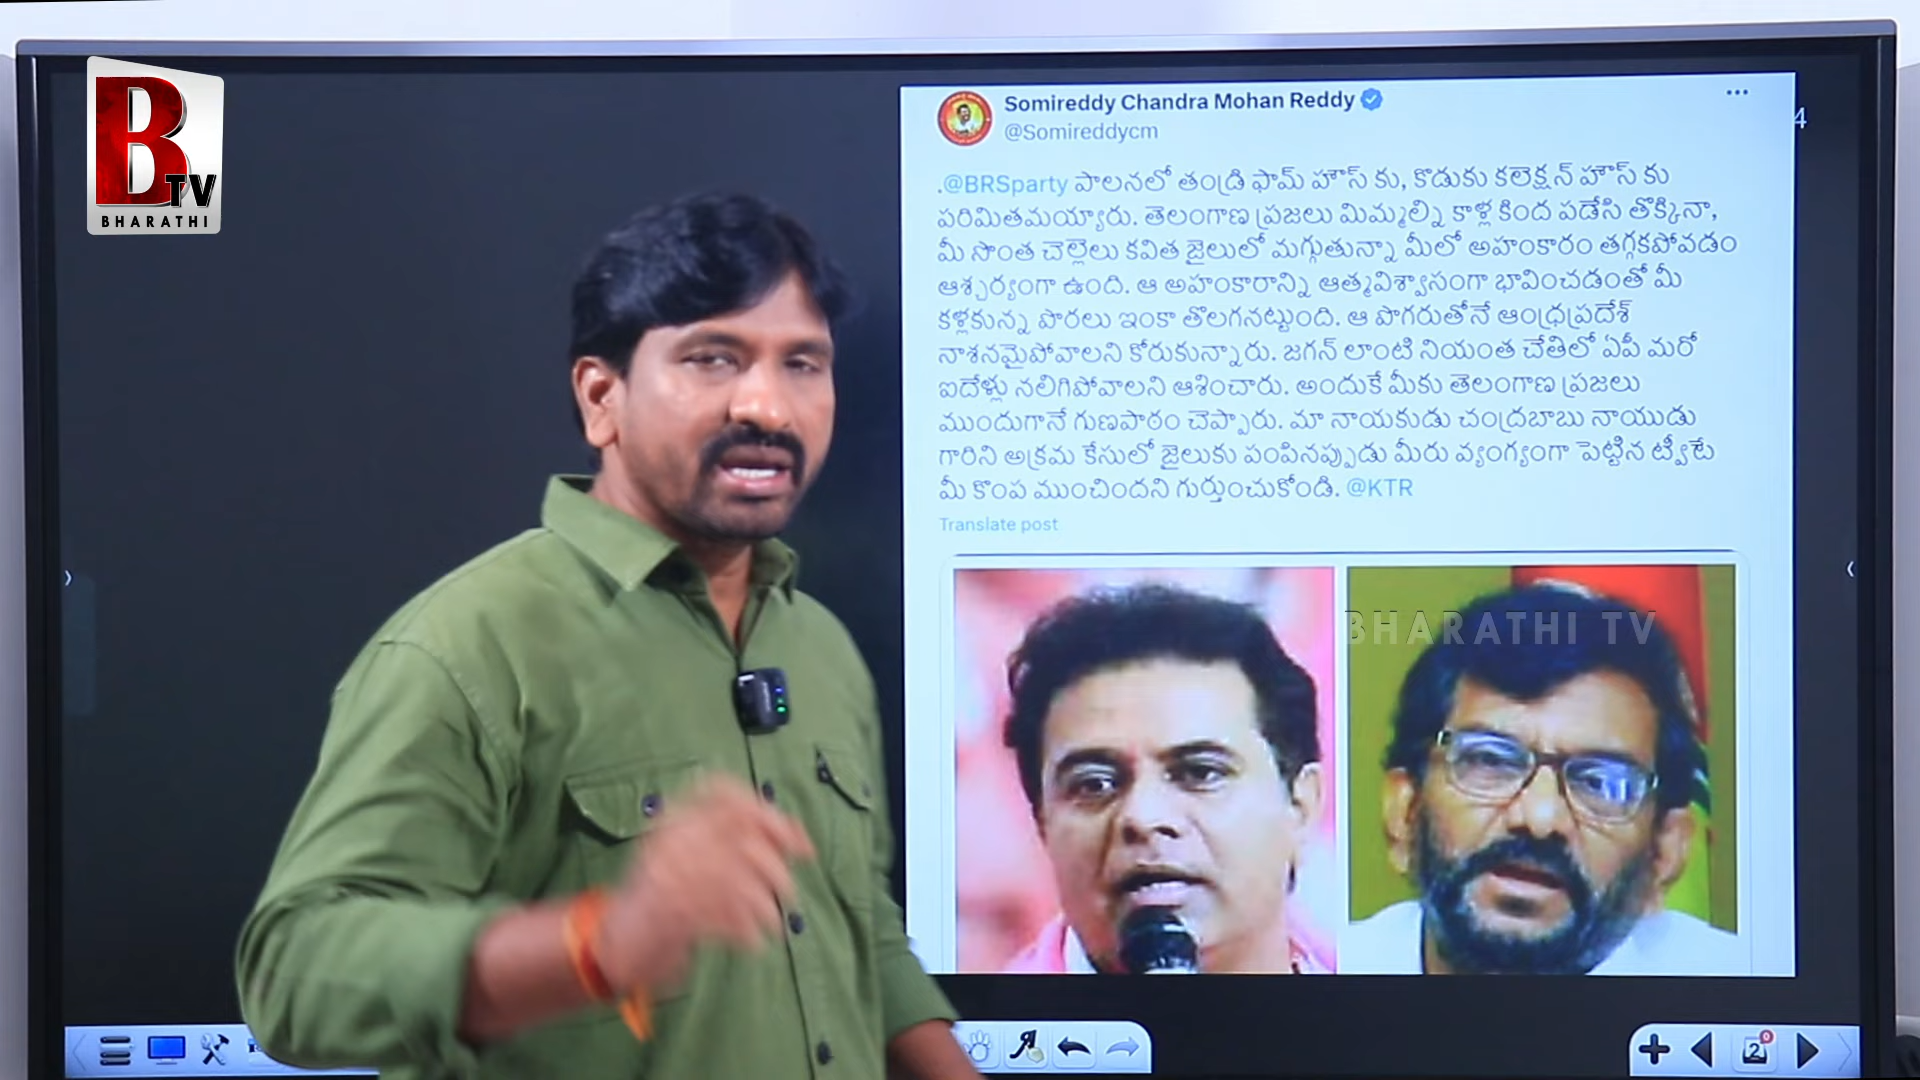 B
TV
BHARATHI
Somireddy Chandra Mohan Reddy
@Somireddycm
4
.@BRSparty పాలనలో తండ్రి ఫామ్ హౌస్ కు, కొడుకు కలెక్షన్ హౌస్ కు
పరిమితమయ్యారు. తెలంగాణ ప్రజలు మిమ్మల్ని కాళ్ల కింద పడేసి తొక్కినా,
మీ సొంత చెల్లెలు కవిత జైలులో మగ్గుతున్నా మీలో అహంకారం తగ్గకపోవడం
ఆశ్చర్యంగా ఉంది. ఆ అహంకారాన్ని ఆత్మవిశ్వాసంగా భావించడంతో మీ
కళ్లకున్న పొరలు ఇంకా తొలగనట్టుంది. ఆ పొగరుతోనే ఆంధ్రప్రదేశ్
నాశనమైపోవాలని కోరుకున్నారు. జగన్ లాంటి నియంత చేతిలో ఏపీ మరో
ఐదేళ్లు నలిగిపోవాలని ఆశించారు. అందుకే మీకు తెలంగాణ ప్రజలు
ముందుగానే గుణపాఠం చెప్పారు. మా నాయకుడు చంద్రబాబు నాయుడు
గారిని అక్రమ కేసులో జైలుకు పంపినప్పుడు మీరు వ్యంగ్యంగా పెట్టిన ట్వీటే
మీ కొంప ముంచిందని గుర్తుంచుకోండి. @KTR
Translate post
BHARATHI TV
2
0